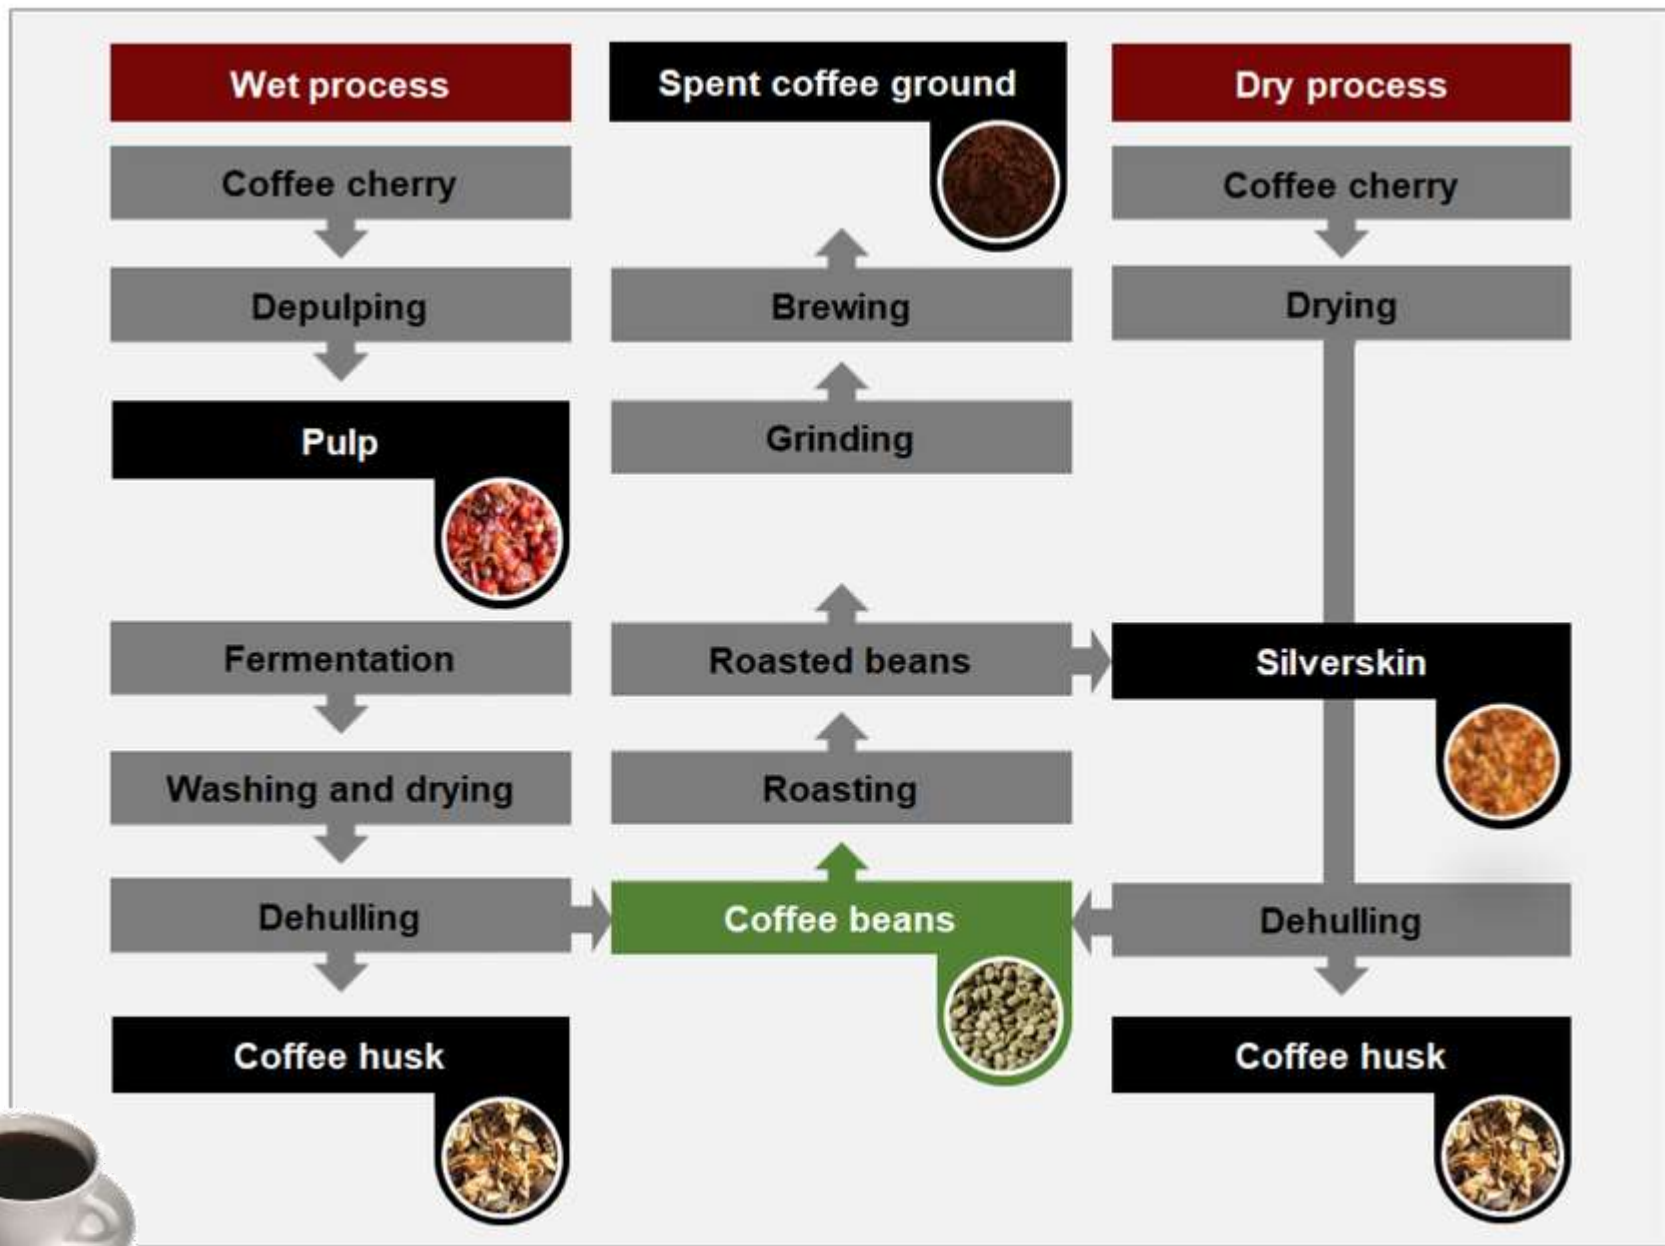 Wet process
Coffee cherry
Depulping
Pulp
Fermentation
Washing and drying
Dehulling
Coffee husk
Spent coffee ground
Brewing
Grinding
Roasted beans
Roasting
Coffee beans
Dry process
Coffee cherry
Drying
Silverskin
Dehulling
Coffee husk